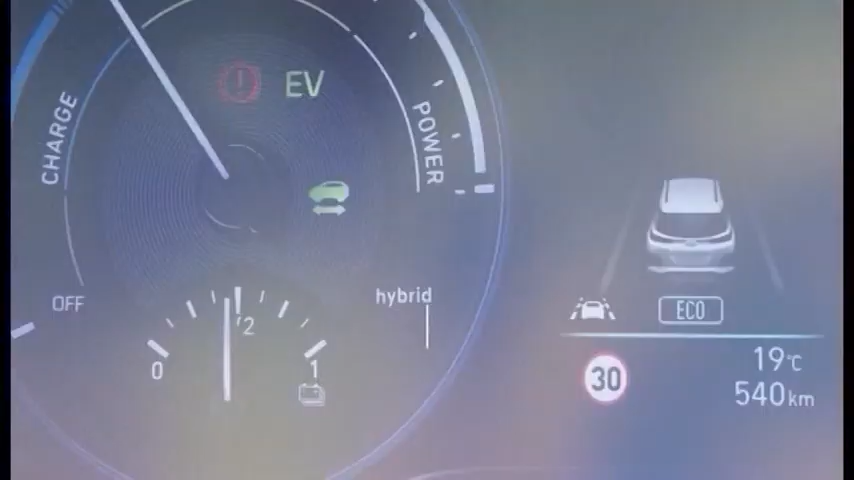 EV
CHARGE
POWER
OFF
hybrid
0
1/2
1
ECO
30
19°C
540km